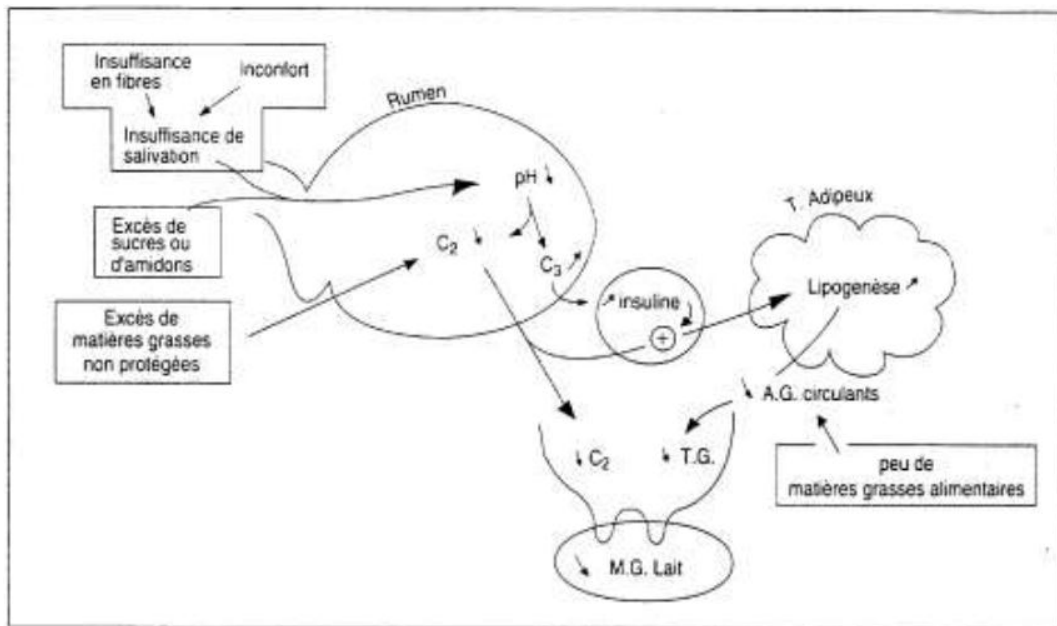 Insuffisance
en fibres
Inconfort
Insuffisance de
salivation
Rumen
Excès de
sucres ou
d'amidons
pH
C2
C3
Excès de
matières grasses
non protégées
insuline
+
T. Adipeux
Lipogenèse
A.G. circulants
C2
T.G.
peu de
matières grasses alimentaires
M.G. Lait